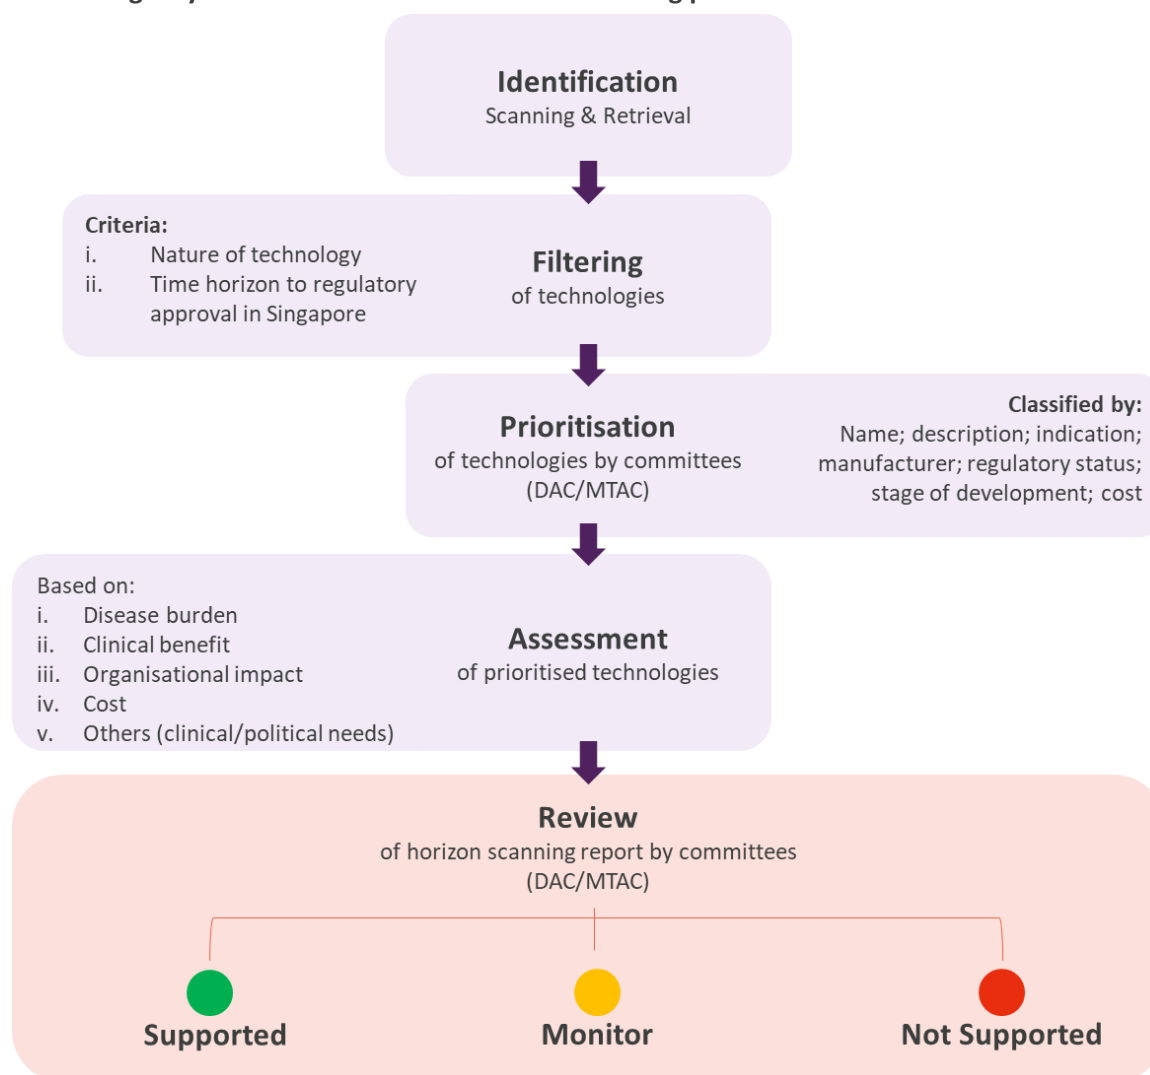 Identification
Scanning & Retrieval
Criteria:
i. Nature of technology
ii. Time horizon to regulatory
approval in Singapore
Filtering
of technologies
Prioritisation
of technologies by committees
(DAC/MTAC)
Classified by:
Name; description; indication;
manufacturer; regulatory status;
stage of development; cost
Based on:
i. Disease burden
ii. Clinical benefit
iii. Organisational impact
iv. Cost
v. Others (clinical/political needs)
Assessment
of prioritised technologies
Review
of horizon scanning report by committees
(DAC/MTAC)
Supported
Monitor
Not Supported